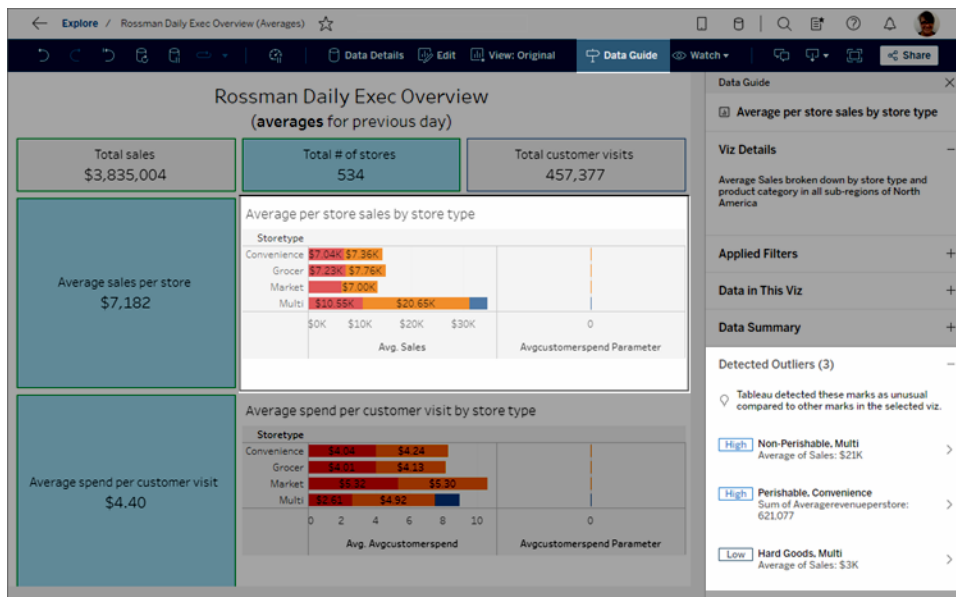 Explore / Rossman Daily Exec Overview (Averages)
Data Details Edit View: Original Data Guide Watch Share
Rossman Daily Exec Overview
(averages for previous day)
Total sales
$3,835,004
Total # of stores
534
Total customer visits
457,377
Average sales per store
$7,182
Average per store sales by store type
Storetype
Convenience $7.04K $7.36K
Grocer $7.23K $7.76K
Market $7.00K
Multi $10.55K $20.65K
$0K $10K $20K $30K 0
Avg. Sales Avgcustomerspend Parameter
Average spend per customer visit
$4.40
Average spend per customer visit by store type
Storetype
Convenience $4.04 $4.24
Grocer $4.01 $4.13
Market $5.32 $5.30
Multi $2.61 $4.92
0 2 4 6 8 10 0
Avg. Avgcustomerspend Avgcustomerspend Parameter
Data Guide
Average per store sales by store type
Viz Details
Average Sales broken down by store type and
product category in all sub-regions of North
America
Applied Filters
Data in This Viz
Data Summary
Detected Outliers (3)
Tableau detected these marks as unusual
compared to other marks in the selected viz.
High Non-Perishable, Multi
Average of Sales: $21K
High Perishable, Convenience
Sum of Averagerevenueperstore:
621,077
Low Hard Goods, Multi
Average of Sales: $3K